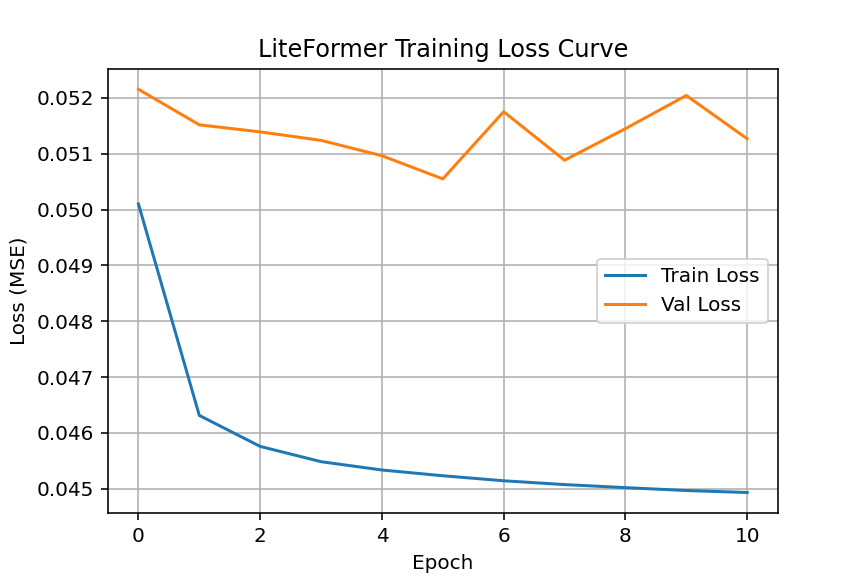 LiteFormer Training Loss Curve
0.052
0.051
0.050
0.049
0.048
0.047
0.046
0.045
Loss (MSE)
Train Loss
Val Loss
0 2 4 6 8 10
Epoch